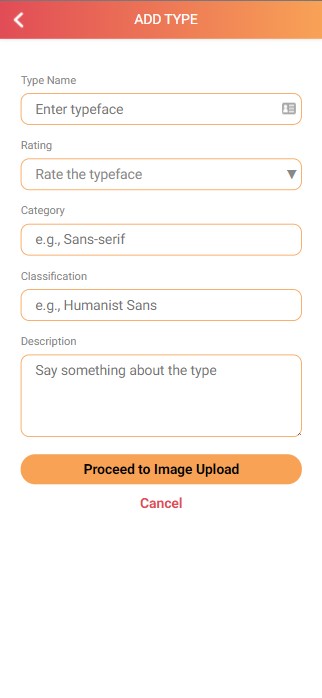 ADD TYPE
Type Name
Enter typeface
Rating
Rate the typeface
Category
e.g., Sans-serif
Classification
e.g., Humanist Sans
Description
Say something about the type
Proceed to Image Upload
Cancel